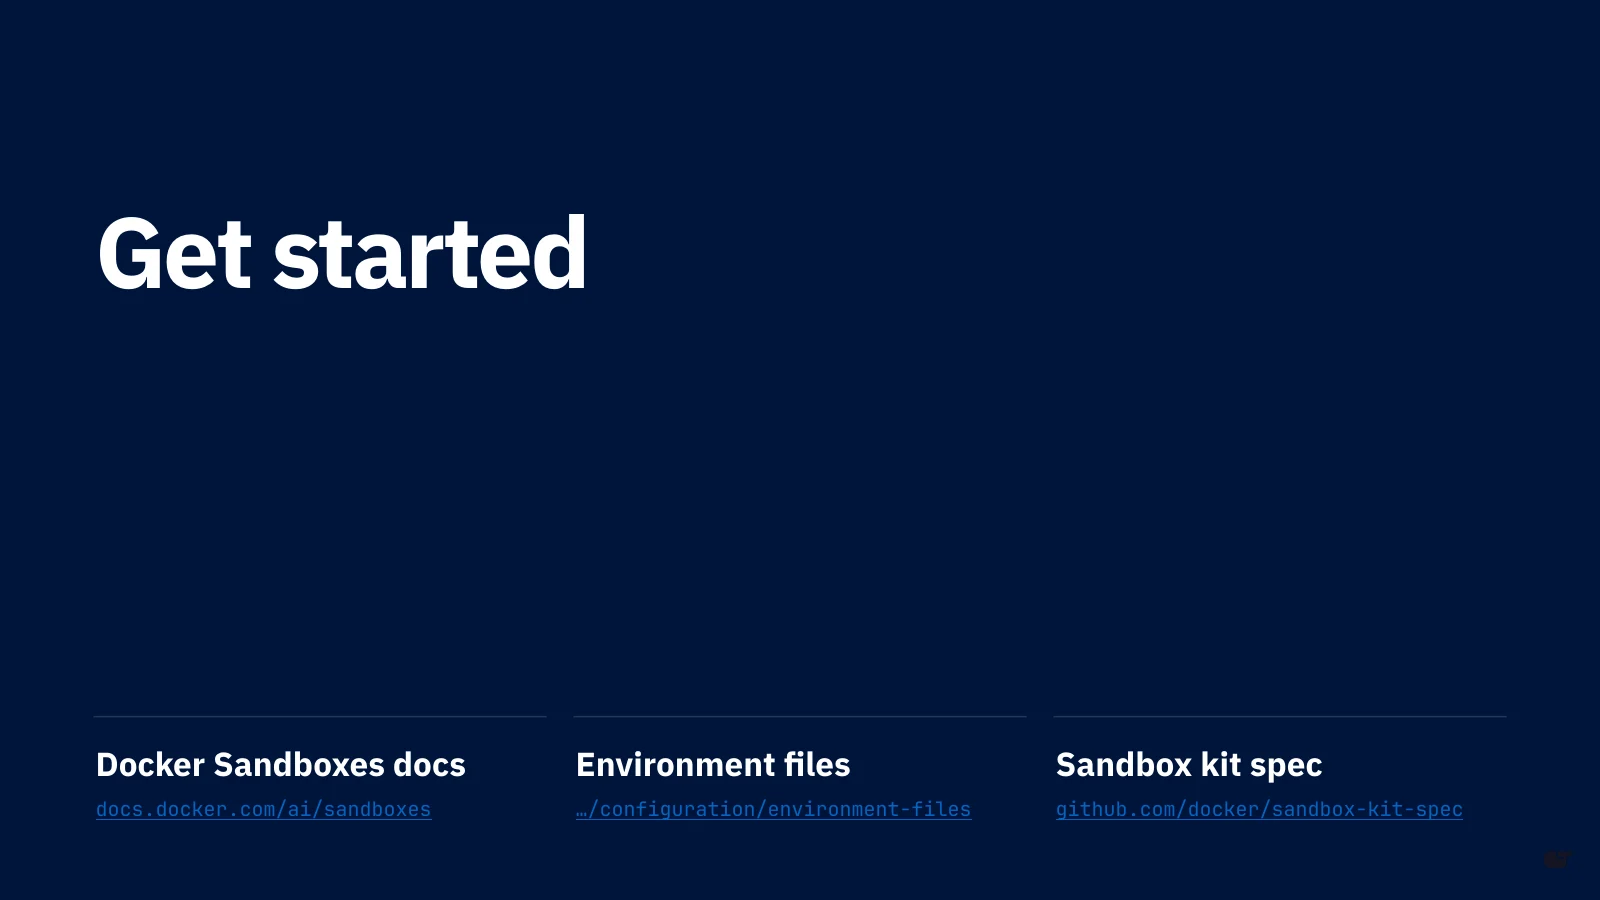 Get started
Docker Sandboxes docs
docs.docker.com/ai/sandboxes
Environment files
…/configuration/environment-files
Sandbox kit spec
github.com/docker/sandbox-kit-spec